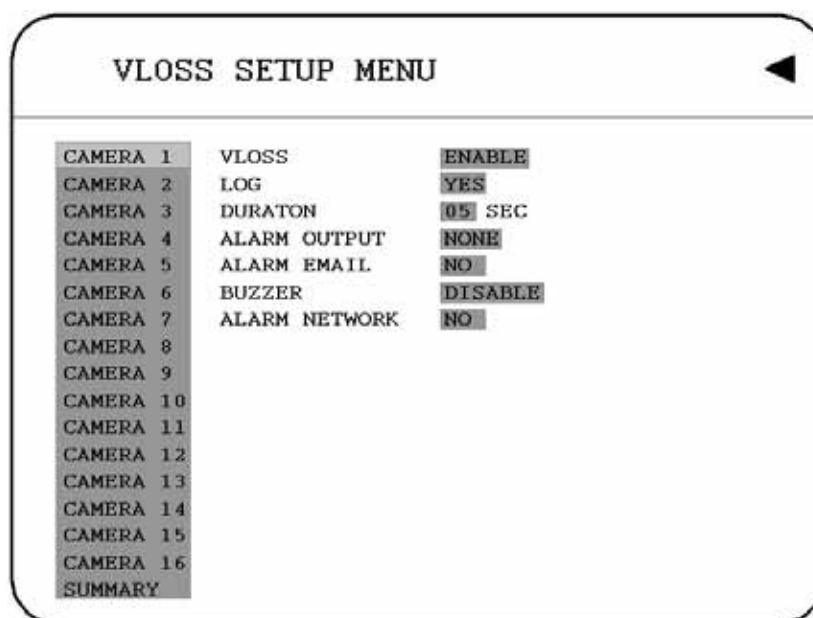 VLOSS SETUP MENU
CAMERA 1 VLOSS ENABLE
CAMERA 2 LOG YES
CAMERA 3 DURATON 05 SEC
CAMERA 4 ALARM OUTPUT NONE
CAMERA 5 ALARM EMAIL NO
CAMERA 6 BUZZER DISABLE
CAMERA 7 ALARM NETWORK NO
CAMERA 8
CAMERA 9
CAMERA 10
CAMERA 11
CAMERA 12
CAMERA 13
CAMERA 14
CAMERA 15
CAMERA 16
SUMMARY